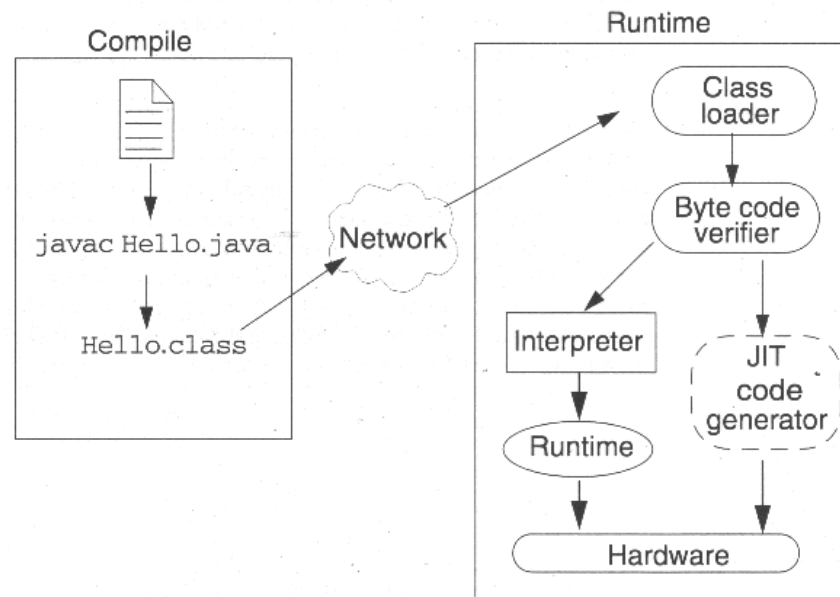 Compile
javac Hello.java
Hello.class
Network
Runtime
Class
loader
Byte code
verifier
Interpreter
JIT
code
generator
Runtime
Hardware